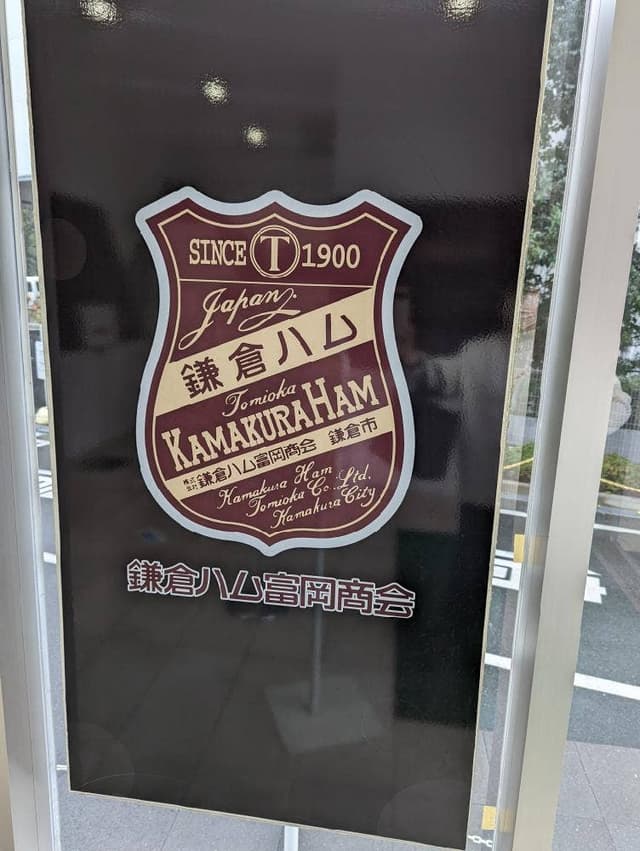 SINCE T 1900
Japan.
鎌倉ハム
Tomioka
KAMAKURA HAM
株式会社 鎌倉ハム富岡商会 鎌倉市
Kamakura Ham
Tomioka Co., Ltd.
Kamakura City
鎌倉ハム富岡商会